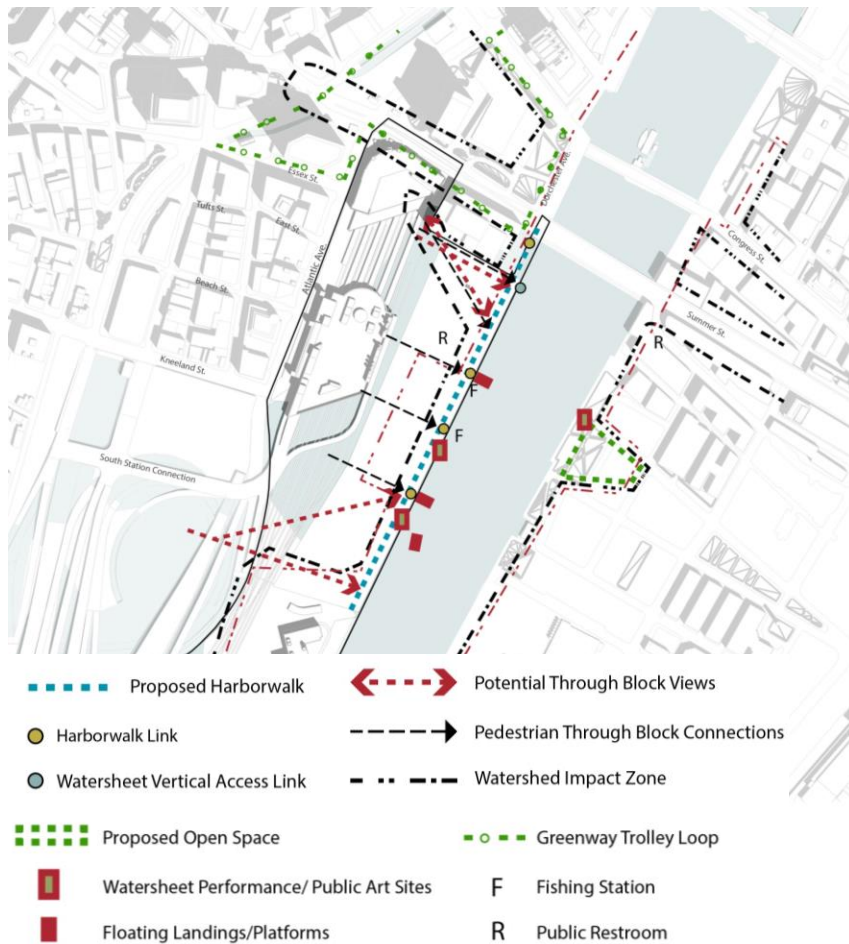 Essex St.
Dorchester Ave.
Tufts St.
East St.
Congress St.
Atlantic Ave.
Beach St.
Summer St.
R
R
Kneeland St.
F
F
South Station Connection
Proposed Harborwalk
Potential Through Block Views
Harborwalk Link
Pedestrian Through Block Connections
Watersheet Vertical Access Link
Watershed Impact Zone
Proposed Open Space
Greenway Trolley Loop
Watersheet Performance/ Public Art Sites
F Fishing Station
Floating Landings/Platforms
R Public Restroom